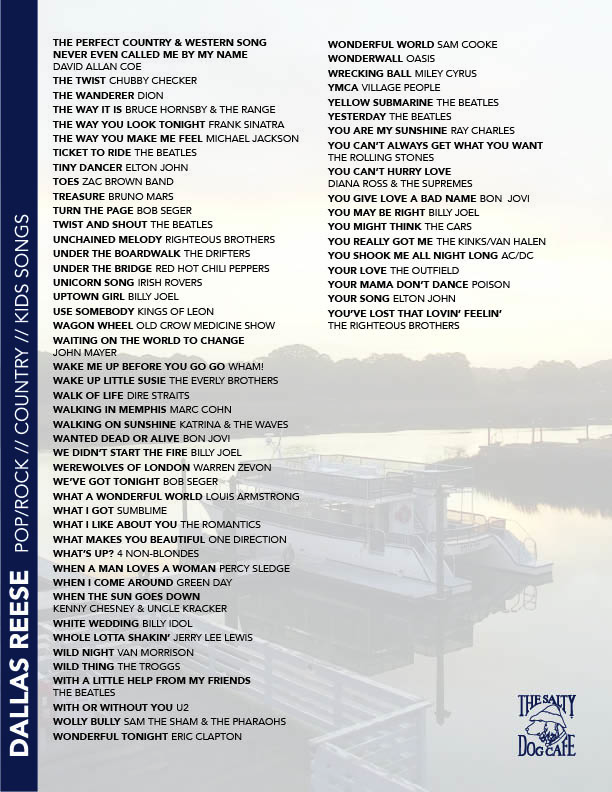 THE PERFECT COUNTRY & WESTERN SONG
NEVER EVEN CALLED ME BY MY NAME
DAVID ALLAN COE
THE TWIST CHUBBY CHECKER
THE WANDERER DION
THE WAY IT IS BRUCE HORNSBY & THE RANGE
THE WAY YOU LOOK TONIGHT FRANK SINATRA
THE WAY YOU MAKE ME FEEL MICHAEL JACKSON
TICKET TO RIDE THE BEATLES
TINY DANCER ELTON JOHN
TOES ZAC BROWN BAND
TREASURE BRUNO MARS
TURN THE PAGE BOB SEGER
TWIST AND SHOUT THE BEATLES
UNCHAINED MELODY RIGHTEOUS BROTHERS
UNDER THE BOARDWALK THE DRIFTERS
UNDER THE BRIDGE RED HOT CHILI PEPPERS
UNICORN SONG IRISH ROVERS
UPTOWN GIRL BILLY JOEL
USE SOMEBODY KINGS OF LEON
WAGON WHEEL OLD CROW MEDICINE SHOW
WAITING ON THE WORLD TO CHANGE
JOHN MAYER
WAKE ME UP BEFORE YOU GO GO WHAM!
WAKE UP LITTLE SUSIE THE EVERLY BROTHERS
WALK OF LIFE DIRE STRAITS
WALKING IN MEMPHIS MARC COHN
WALKING ON SUNSHINE KATRINA & THE WAVES
WANTED DEAD OR ALIVE BON JOVI
WE DIDN'T START THE FIRE BILLY JOEL
WEREWOLVES OF LONDON WARREN ZEVON
WE'VE GOT TONIGHT BOB SEGER
WHAT A WONDERFUL WORLD LOUIS ARMSTRONG
WHAT I GOT SUMBLIME
WHAT I LIKE ABOUT YOU THE ROMANTICS
WHAT MAKES YOU BEAUTIFUL ONE DIRECTION
WHAT'S UP? 4 NON-BLONDES
WHEN A MAN LOVES A WOMAN PERCY SLEDGE
WHEN I COME AROUND GREEN DAY
WHEN THE SUN GOES DOWN
KENNY CHESNEY & UNCLE KRACKER
WHITE WEDDING BILLY IDOL
WHOLE LOTTA SHAKIN' JERRY LEE LEWIS
WILD NIGHT VAN MORRISON
WILD THING THE TROGGS
WITH A LITTLE HELP FROM MY FRIENDS
THE BEATLES
WITH OR WITHOUT YOU U2
WOLLY BULLY SAM THE SHAM & THE PHARAOHS
WONDERFUL TONIGHT ERIC CLAPTON
WONDERFUL WORLD SAM COOKE
WONDERWALL OASIS
WRECKING BALL MILEY CYRUS
YMCA VILLAGE PEOPLE
YELLOW SUBMARINE THE BEATLES
YESTERDAY THE BEATLES
YOU ARE MY SUNSHINE RAY CHARLES
YOU CAN'T ALWAYS GET WHAT YOU WANT
THE ROLLING STONES
YOU CAN'T HURRY LOVE
DIANA ROSS & THE SUPREMES
YOU GIVE LOVE A BAD NAME BON JOVI
YOU MAY BE RIGHT BILLY JOEL
YOU MIGHT THINK THE CARS
YOU REALLY GOT ME THE KINKS/VAN HALEN
YOU SHOOK ME ALL NIGHT LONG AC/DC
YOUR LOVE THE OUTFIELD
YOUR MAMA DON'T DANCE POISON
YOUR SONG ELTON JOHN
YOU'VE LOST THAT LOVIN' FEELIN'
THE RIGHTEOUS BROTHERS
DALLAS REESE POP/ROCK // COUNTRY // KIDS SONGS
THE SALTY
DOG CAFE